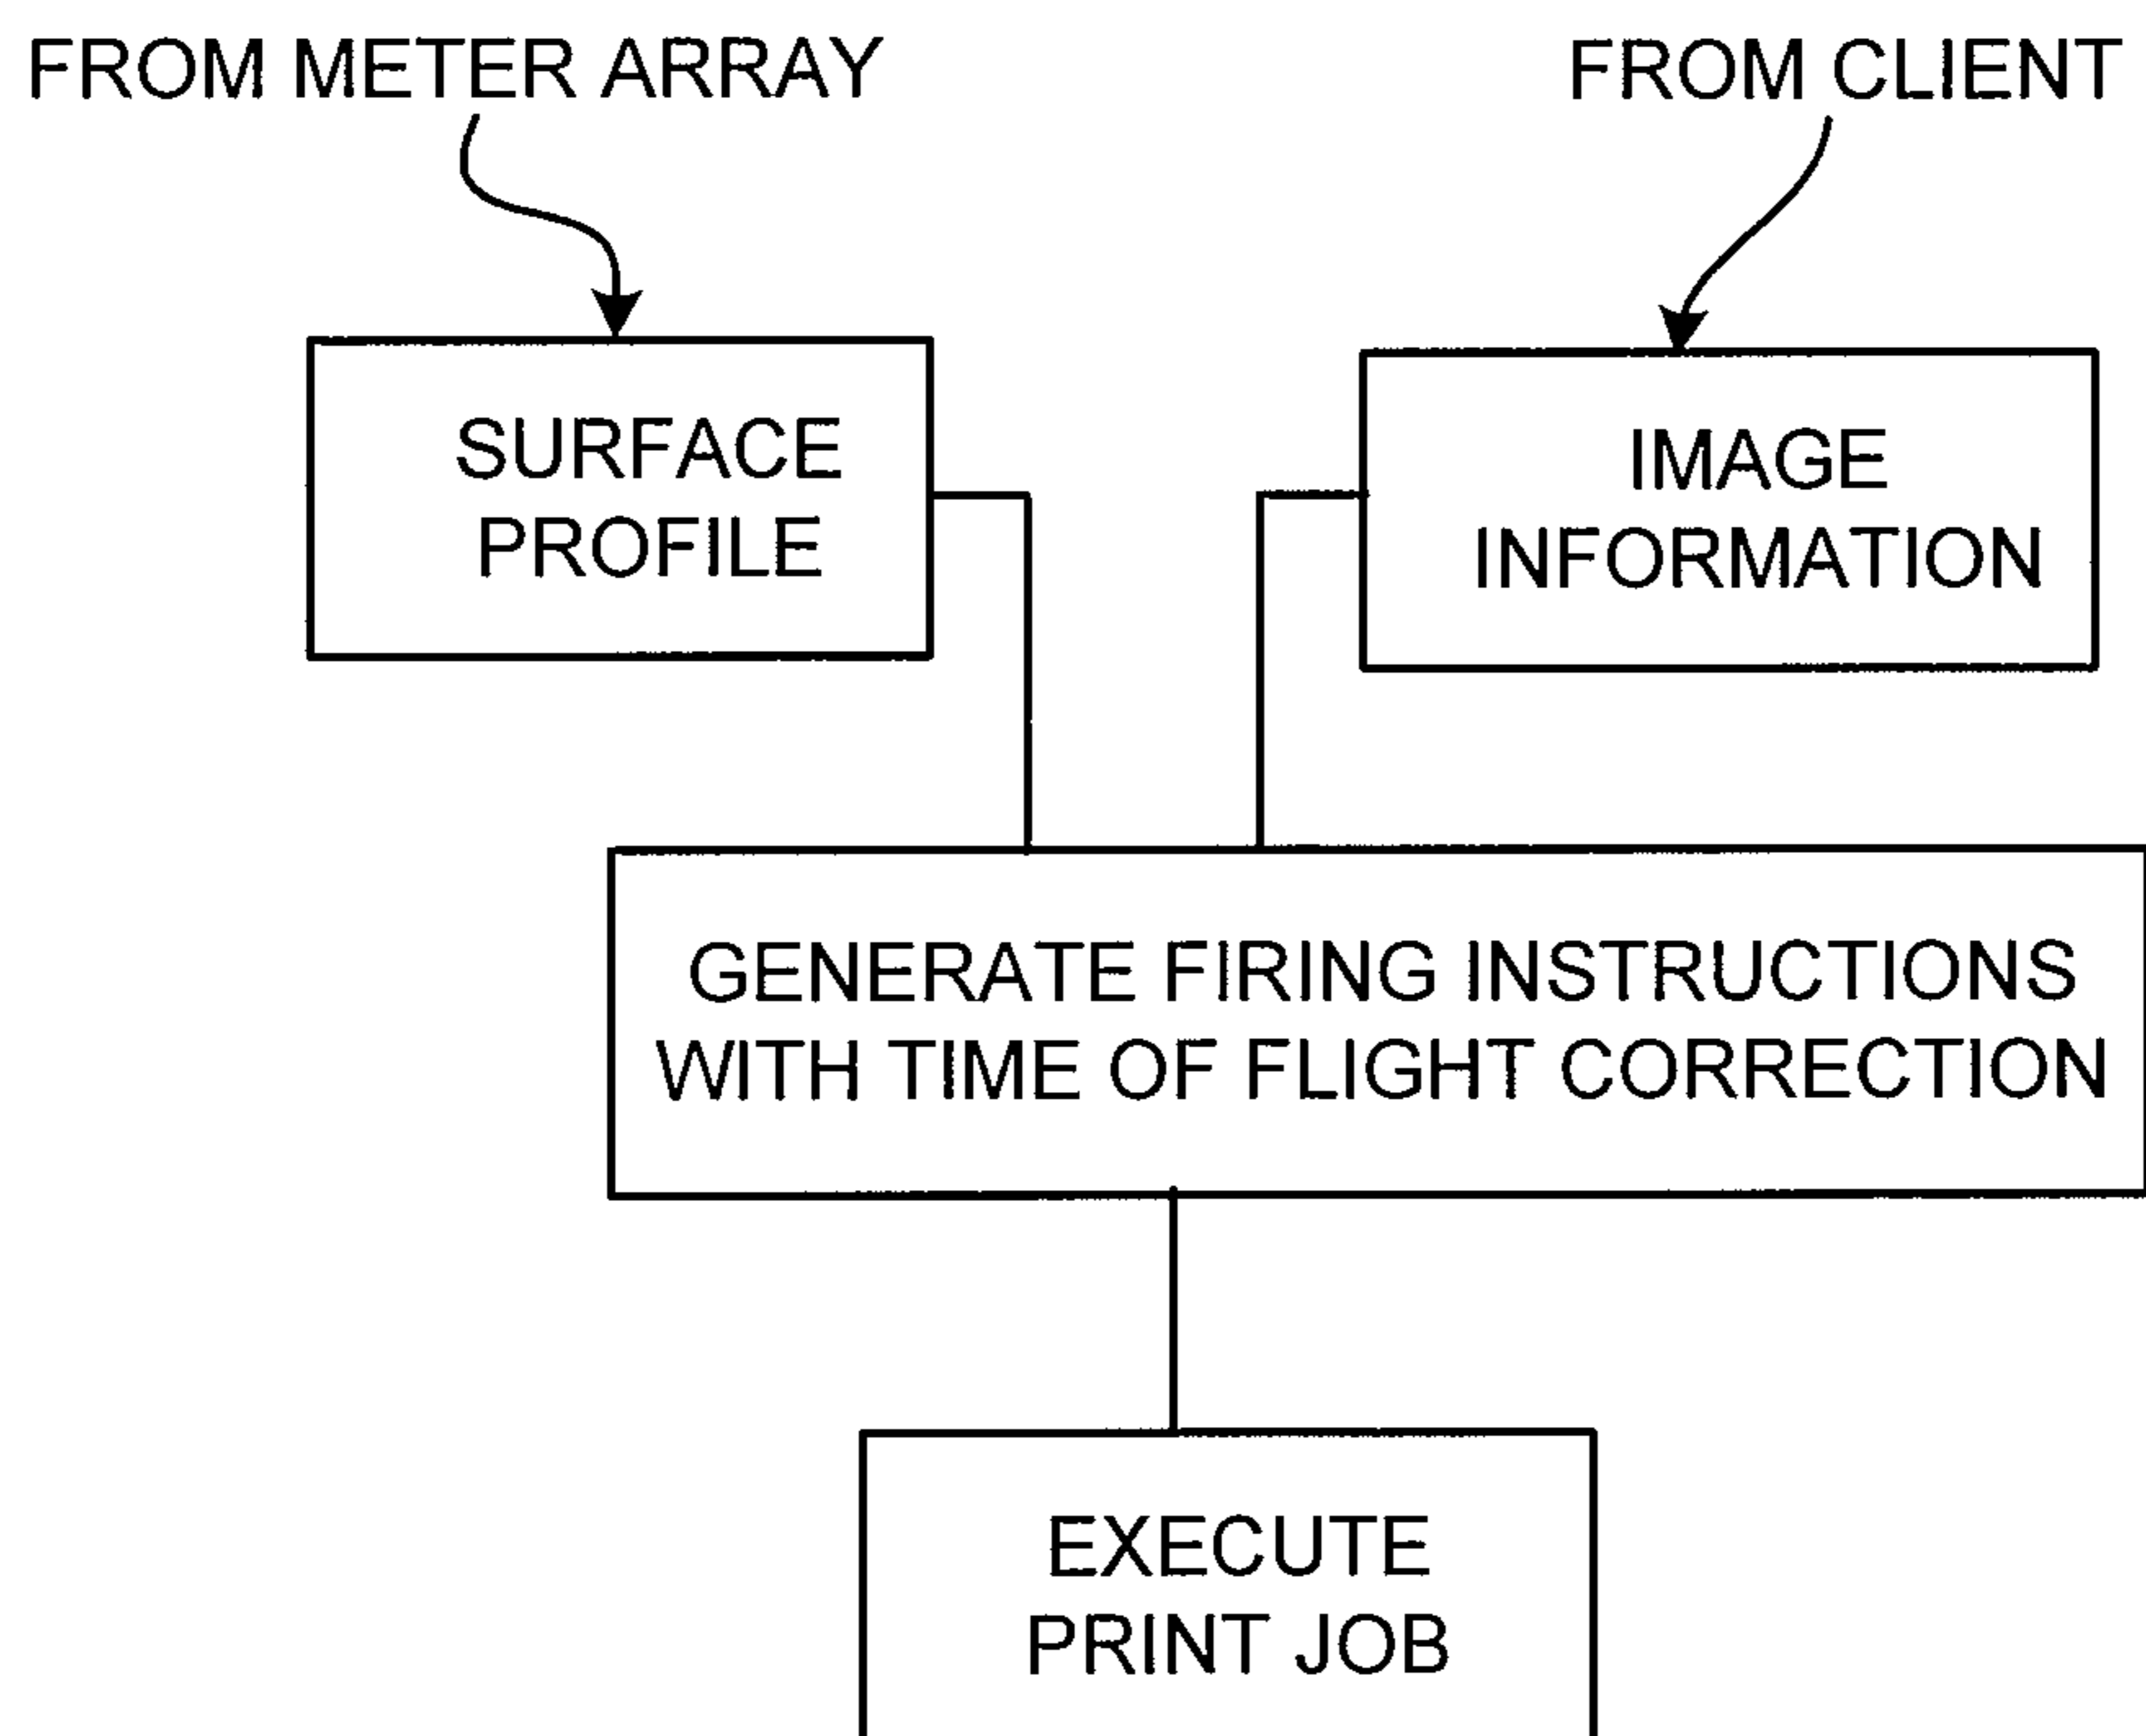 FROM METER ARRAY
FROM CLIENT
SURFACE
PROFILE
IMAGE
INFORMATION
GENERATE FIRING INSTRUCTIONS
WITH TIME OF FLIGHT CORRECTION
EXECUTE
PRINT JOB